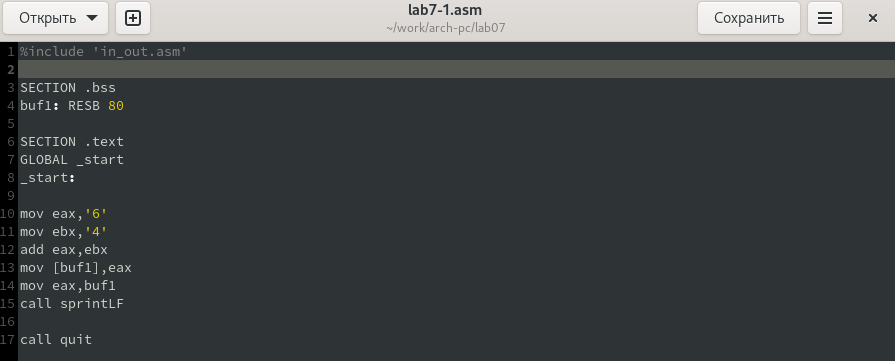 Открыть
lab7-1.asm
~/work/arch-pc/lab07
Сохранить
1 %include 'in_out.asm'
2
3 SECTION .bss
4 buf1: RESB 80
5
6 SECTION .text
7 GLOBAL _start
8 _start:
9
10 mov eax,'6'
11 mov ebx,'4'
12 add eax,ebx
13 mov [buf1],eax
14 mov eax,buf1
15 call sprintLF
16
17 call quit